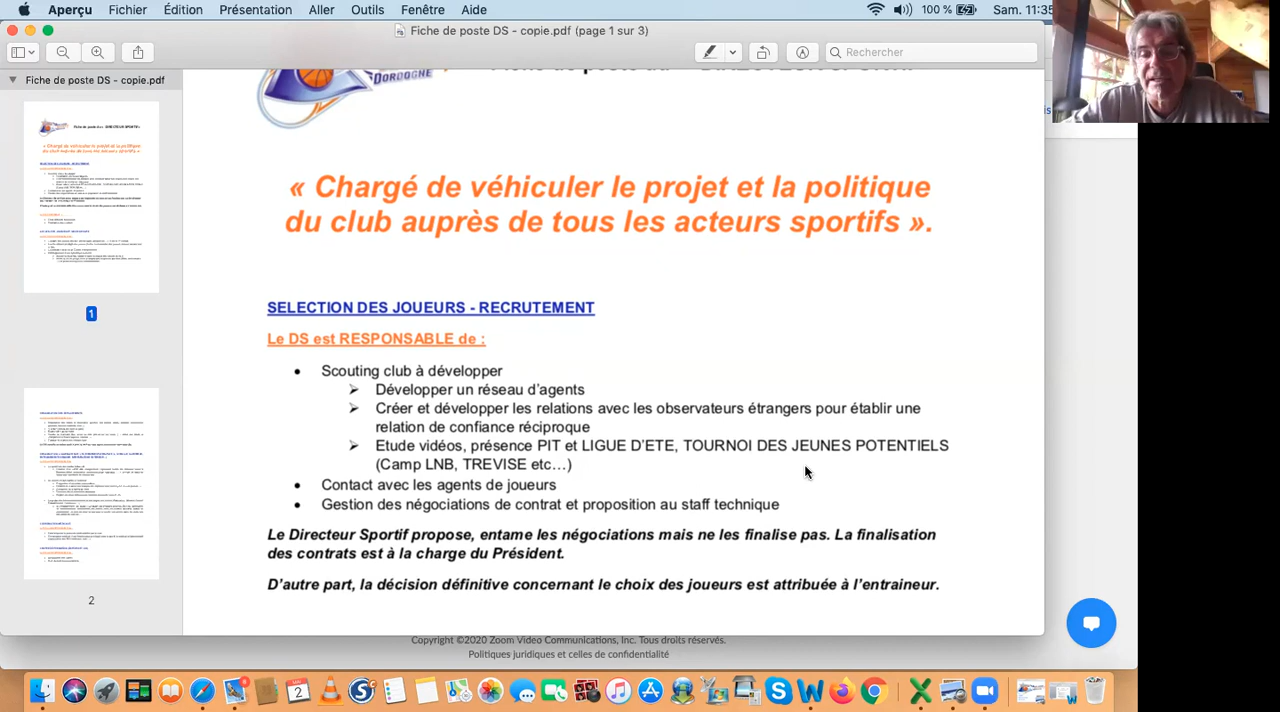 Aperçu Fichier Édition Présentation Aller Outils Fenêtre Aide 100 % Sam. 11:35
Fiche de poste DS - copie.pdf (page 1 sur 3)
Rechercher
Fiche de poste DS - copie.pdf
DORDOGNE
« Chargé de véhiculer le projet et la politique
du club auprès de tous les acteurs sportifs ».
SELECTION DES JOUEURS - RECRUTEMENT
Le DS est RESPONSABLE de :
• Scouting club à développer
➢ Développer un réseau d’agents
➢ Créer et développer les relations avec les observateurs étrangers pour établir une
relation de confiance réciproque
➢ Etude vidéos, présence PIT et LIGUE D’ETE, TOURNOI DES JEUNES POTENTIELS
(Camp LNB, TREVISE etc…)
• Contact avec les agents de joueurs
• Gestion des négociations de contrat et proposition au staff technique
Le Directeur Sportif propose, entame les négociations mais ne les finalise pas. La finalisation
des contrats est à la charge du Président.
D’autre part, la décision définitive concernant le choix des joueurs est attribuée à l’entraineur.
1
2
Copyright ©2020 Zoom Video Communications, Inc. Tous droits réservés.
Politiques juridiques et celles de confidentialité